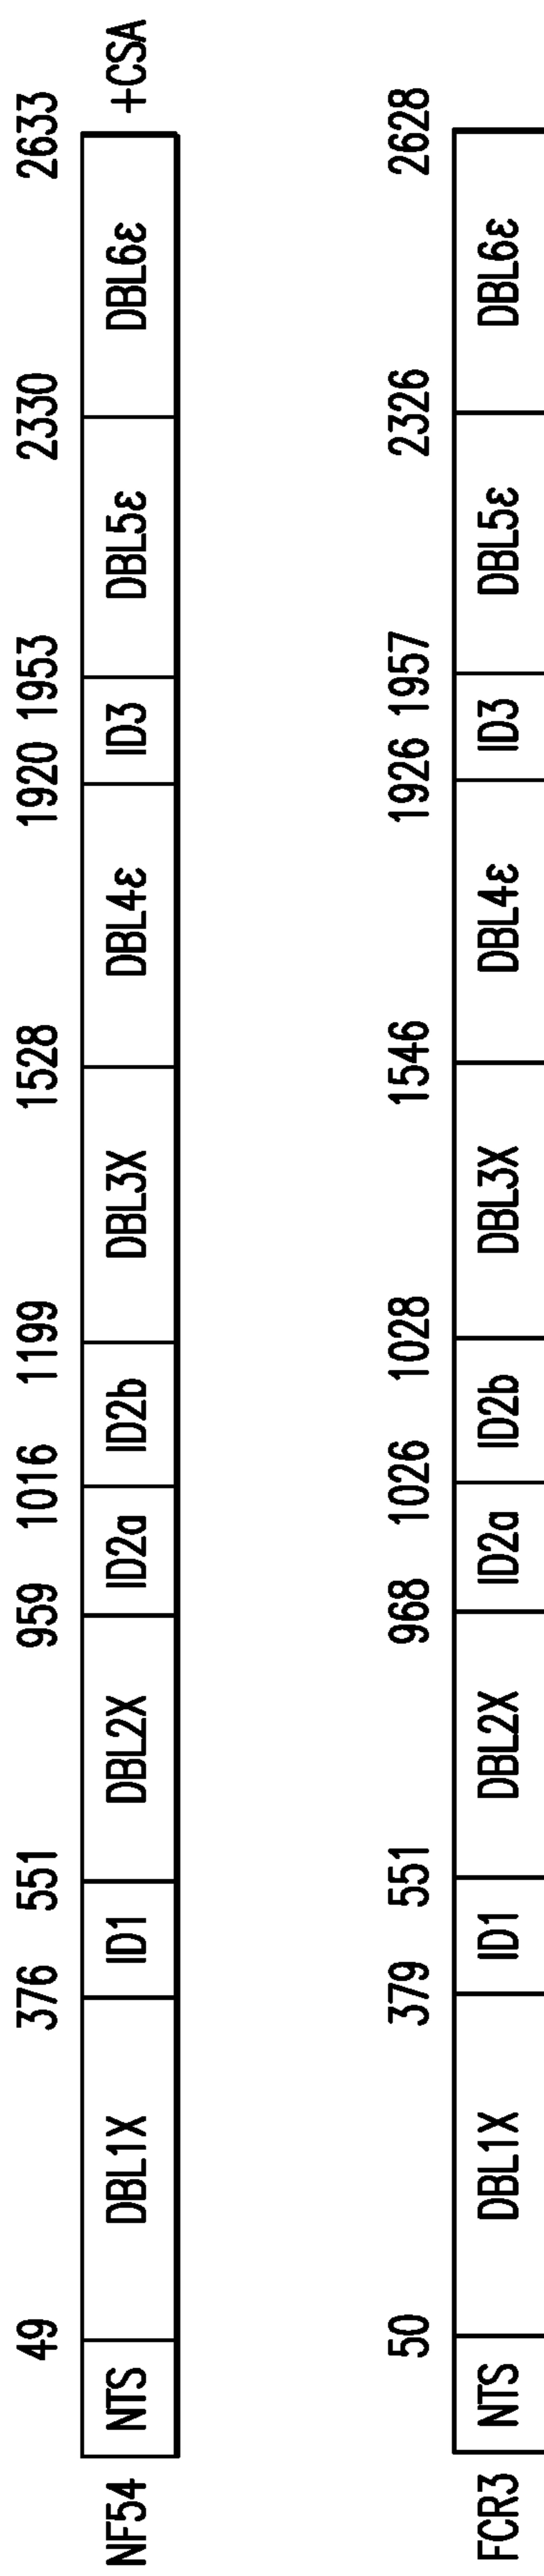 49 376 551 959 1016 1199 1528 1920 1953 2330 2633
NF54 NTS DBL1X ID1 DBL2X ID2a ID2b DBL3X DBL4ε ID3 DBL5ε DBL6ε +CSA
50 379 551 968 1026 1028 1546 1926 1957 2326 2628
FCR3 NTS DBL1X ID1 DBL2X ID2a ID2b DBL3X DBL4ε ID3 DBL5ε DBL6ε